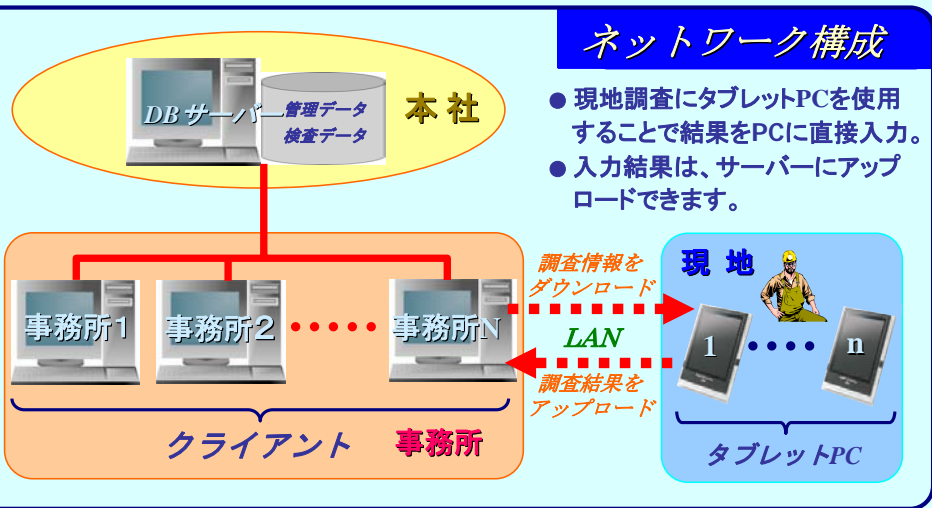 ネットワーク構成
DBサーバー
管理データ
検査データ
本社
● 現地調査にタブレットPCを使用
することで結果をPCに直接入力。
● 入力結果は、サーバーにアップ
ロードできます。
事務所1
事務所2
・・・・・
事務所N
クライアント
事務所
調査情報を
ダウンロード
LAN
調査結果を
アップロード
現地
1
・・・・
n
タブレットPC